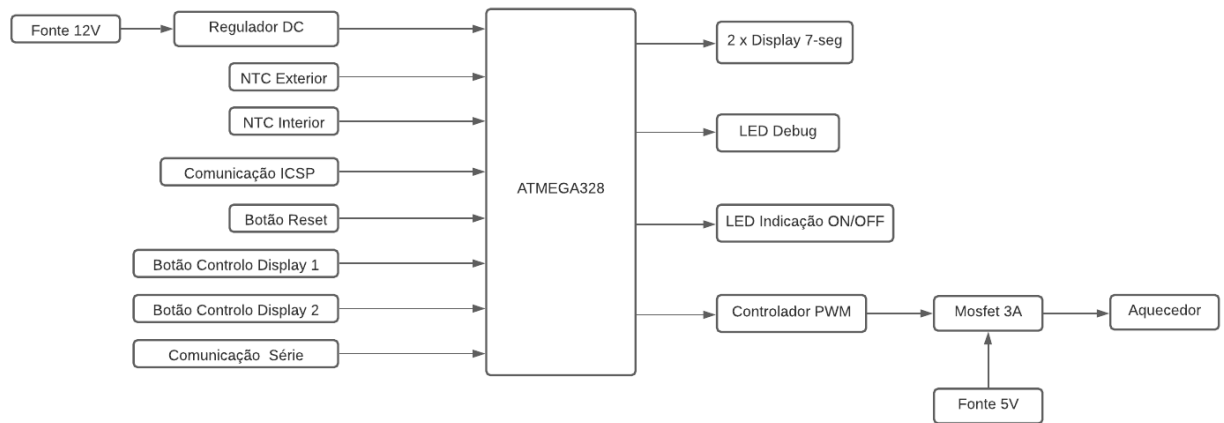 Fonte 12V
Regulador DC
NTC Exterior
NTC Interior
Comunicação ICSP
Botão Reset
Botão Controlo Display 1
Botão Controlo Display 2
Comunicação Série
ATMEGA328
2 x Display 7-seg
LED Debug
LED Indicação ON/OFF
Controlador PWM
Mosfet 3A
Aquecedor
Fonte 5V